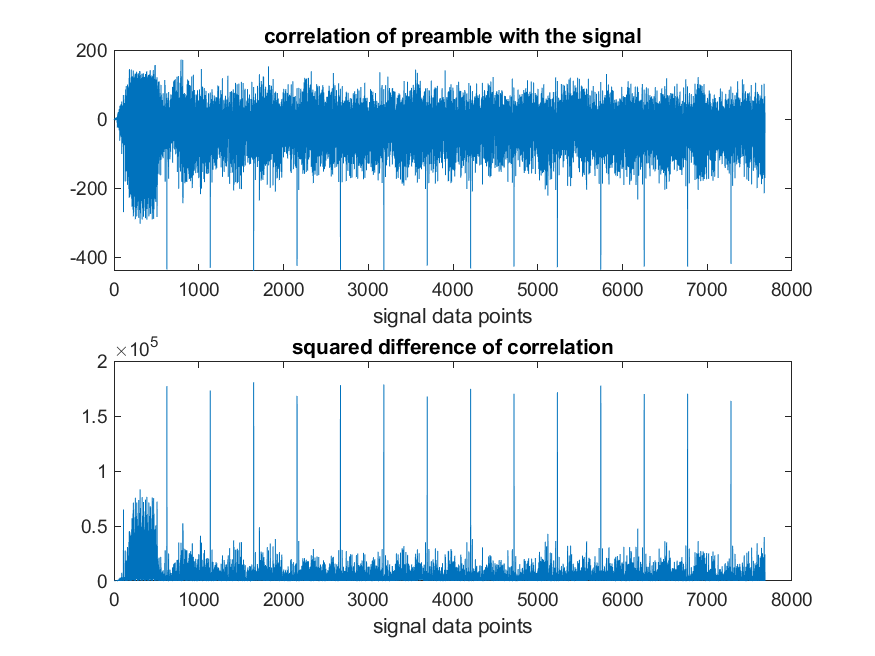 correlation of preamble with the signal
200
100
0
-200
-400
0 1000 2000 3000 4000 5000 6000 7000 8000
signal data points
squared difference of correlation
×10^5
2
1.5
1
0.5
0
0 1000 2000 3000 4000 5000 6000 7000 8000
signal data points